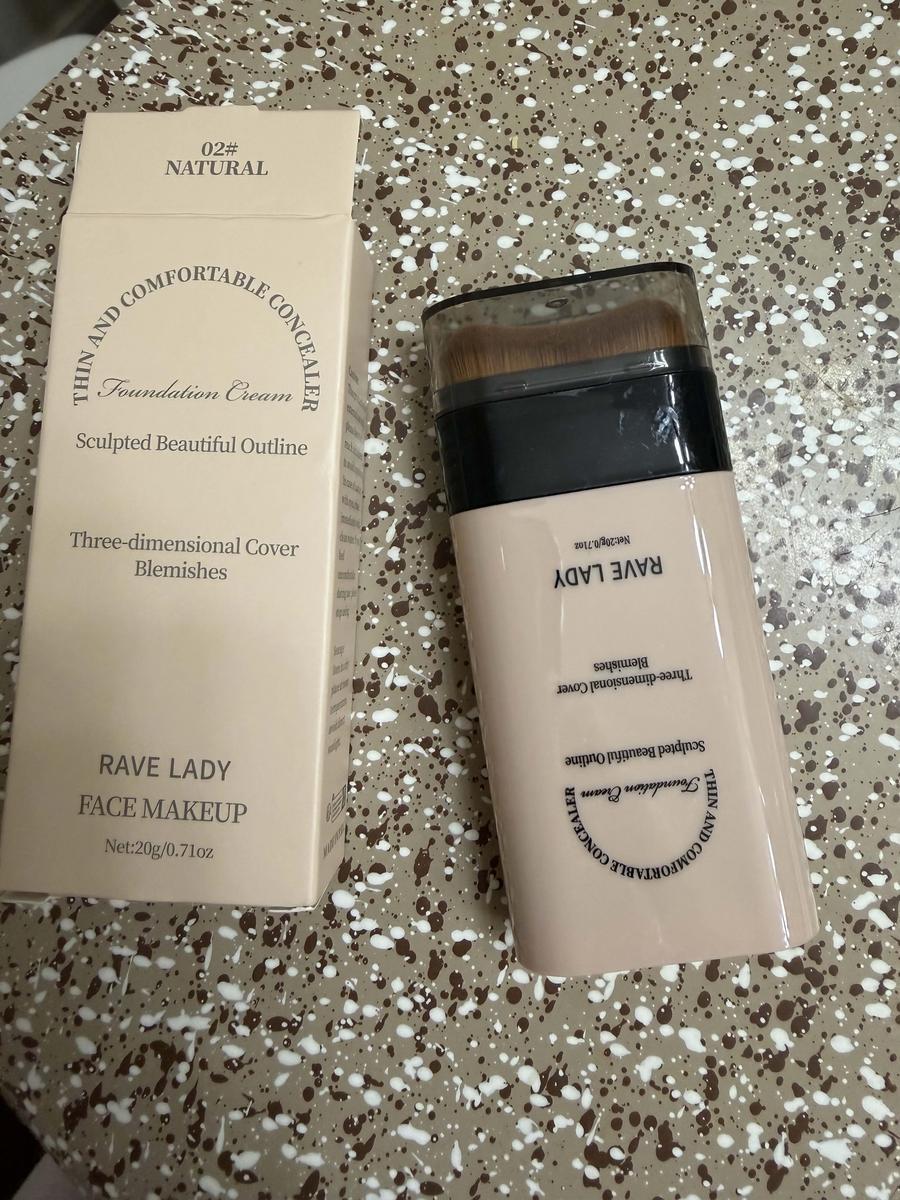 02#
NATURAL
THIN AND COMFORTABLE CONCEALER
Foundation Cream
Sculpted Beautiful Outline
Three-dimensional Cover
Blemishes
RAVE LADY
FACE MAKEUP
Net:20g/0.71oz
THIN AND COMFORTABLE CONCEALER
Foundation Cream
Sculpted Beautiful Outline
Three-dimensional Cover
Blemishes
RAVE LADY
Net:20g/0.71oz